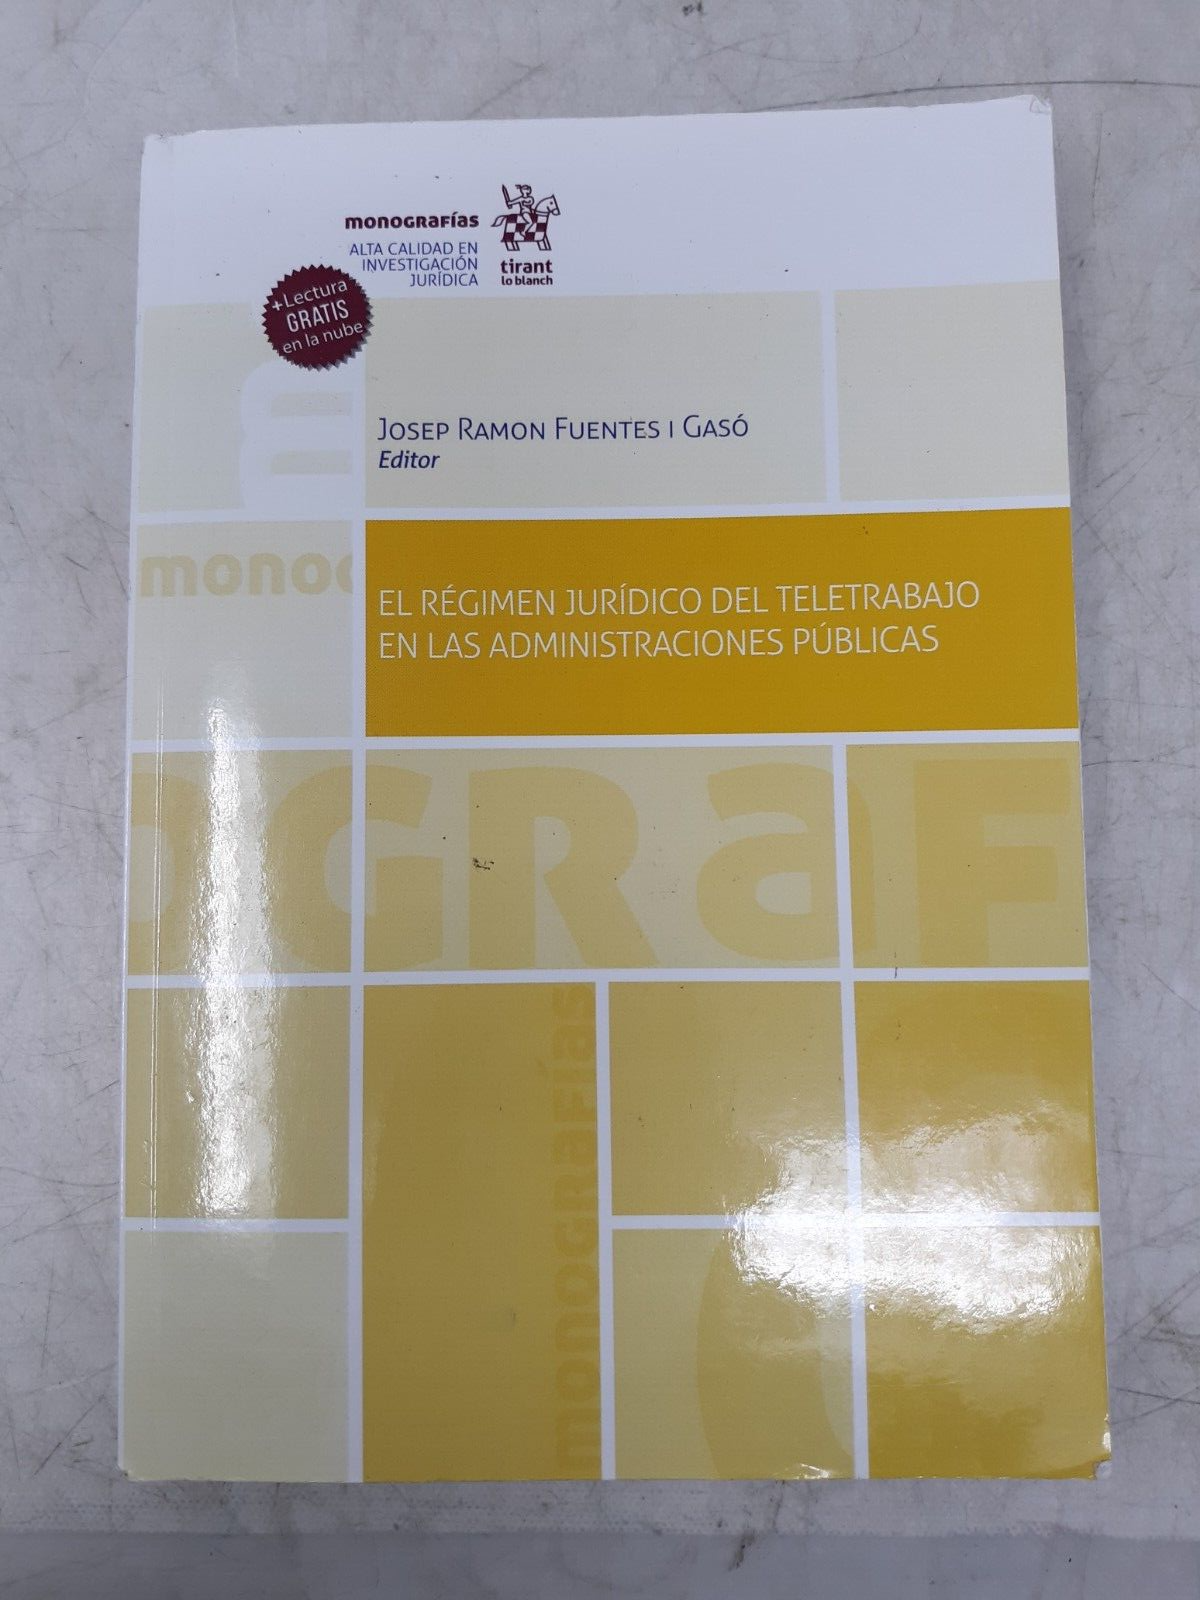 monografías
ALTA CALIDAD EN
INVESTIGACIÓN
JURÍDICA
tirant
lo blanch
+Lectura
GRATIS
en la nube
m
JOSEP RAMON FUENTES I GASÓ
Editor
monog
EL RÉGIMEN JURÍDICO DEL TELETRABAJO
EN LAS ADMINISTRACIONES PÚBLICAS
OGRaF
monografías